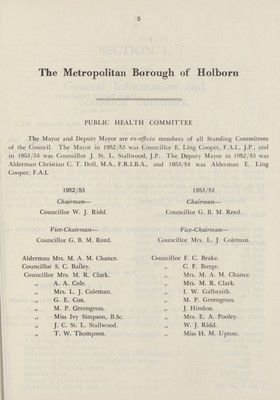 5
The Metropolitan Borough of Holborn
PUBLIC HEALTH COMMITTEE
The Mayor and Deputy Mayor are ex-officio members of all Standing Committees
of the Council. The Mayor in 1952/53 was Councillor E. Ling Cooper, F.A.I., J.P., and
in 1953/54 was Councillor J. St. L. Stallwood, J.P. The Deputy Mayor in 1952/53 was
Alderman Christian C. T. Doll, M.A., F.R.I.B.A., and 1953/54 was Alderman E. Ling
Cooper, F.A.I.
1952/53
Chairman—
Councillor W. J. Ridd.
Vice-Chairman—
Councillor G. B. M. Reed.
Alderman Mrs. M. A. M. Chance.
Councillor S. C. Bulley.
Councillor Mrs. M. R. Clark.
„ A. A. Cole.
„ Mrs. L. J. Coleman.
„ G. E. Cox.
„ M. P. Greengross.
„ Miss Ivy Simpson, B.Sc.
„ J. C. St. L. Stallwood.
„ T. W. Thompson.
1953/54
Chairman—
Councillor G. B. M. Reed.
Vice-Chairman—
Councillor Mrs. L. J. Coleman.
Councillor F. C. Brake.
„ C. F. Burge.
„ Mrs. M. A. M. Chance.
„ Mrs. M. R. Clark.
„ I. W. Galbraith.
„ M. P. Greengross.
„ J. Hindess.
„ Mrs. E. A. Pooley.
„ W. J. Ridd.
„ Miss H. M. Upton.